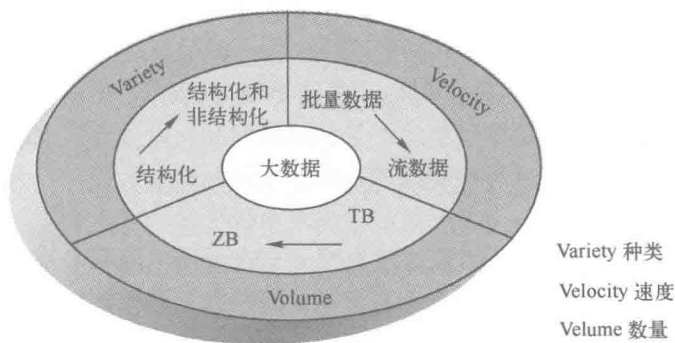 Variety
结构化和
非结构化
结构化
Velocity
批量数据
流数据
大数据
TB
ZB
Volume
Variety 种类
Velocity 速度
Velume 数量